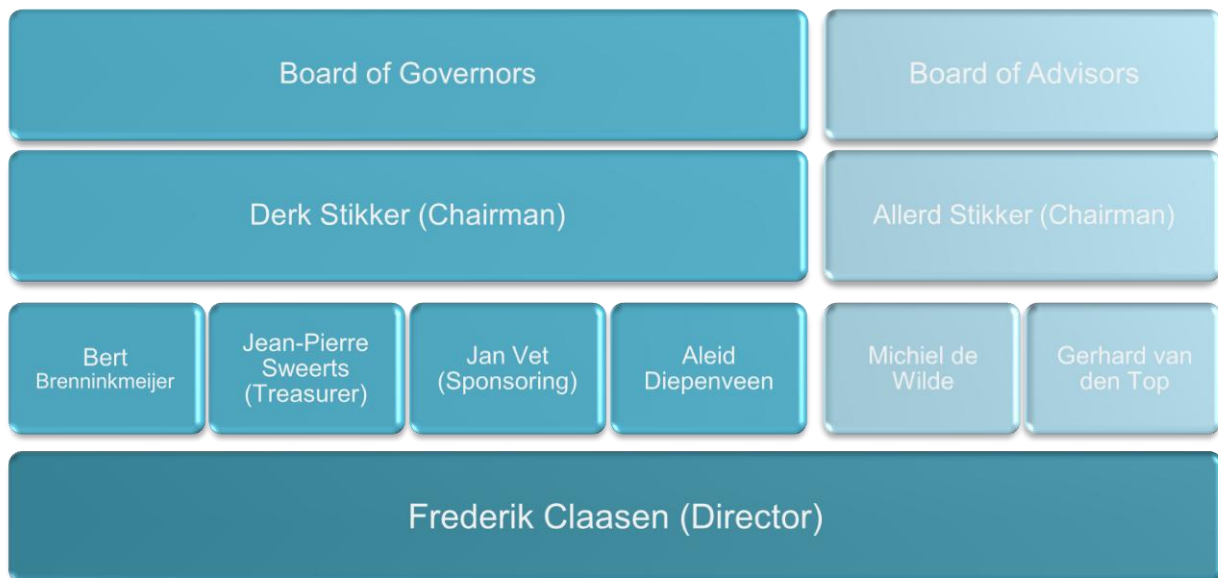 Board of Governors
Board of Advisors
Derk Stikker (Chairman)
Allerd Stikker (Chairman)
Bert
Brenninkmeijer
Jean-Pierre
Sweerts
(Treasurer)
Jan Vet
(Sponsoring)
Aleid
Diepenveen
Michiel de
Wilde
Gerhard van
den Top
Frederik Claasen (Director)